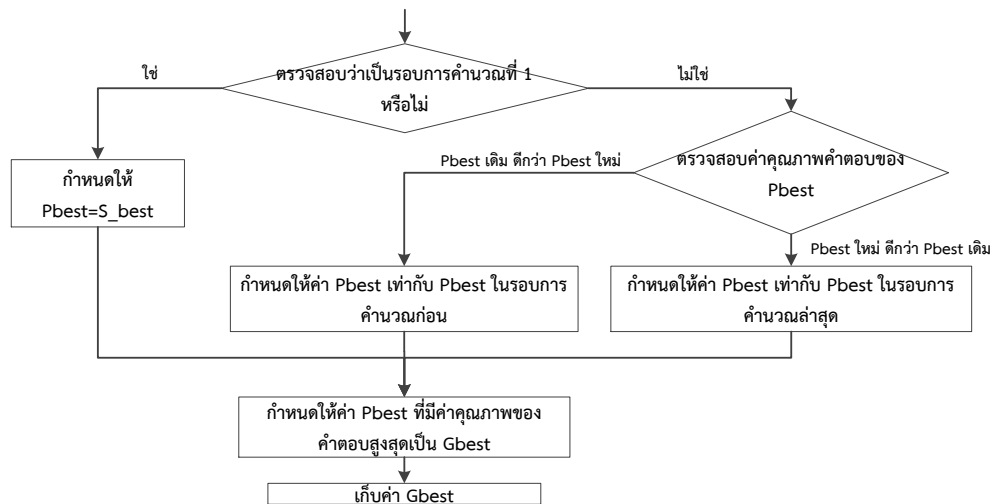 ตรวจสอบว่าเป็นรอบการคำนวณที่ 1
หรือไม่
ใช่
ไม่ใช่
กำหนดให้
Pbest=S_best
ตรวจสอบค่าคุณภาพคำตอบของ
Pbest
Pbest เดิม ดีกว่า Pbest ใหม่
Pbest ใหม่ ดีกว่า Pbest เดิม
กำหนดให้ค่า Pbest เท่ากับ Pbest ในรอบการ
คำนวณก่อน
กำหนดให้ค่า Pbest เท่ากับ Pbest ในรอบการ
คำนวณล่าสุด
กำหนดให้ค่า Pbest ที่มีค่าคุณภาพของ
คำตอบสูงสุดเป็น Gbest
เก็บค่า Gbest